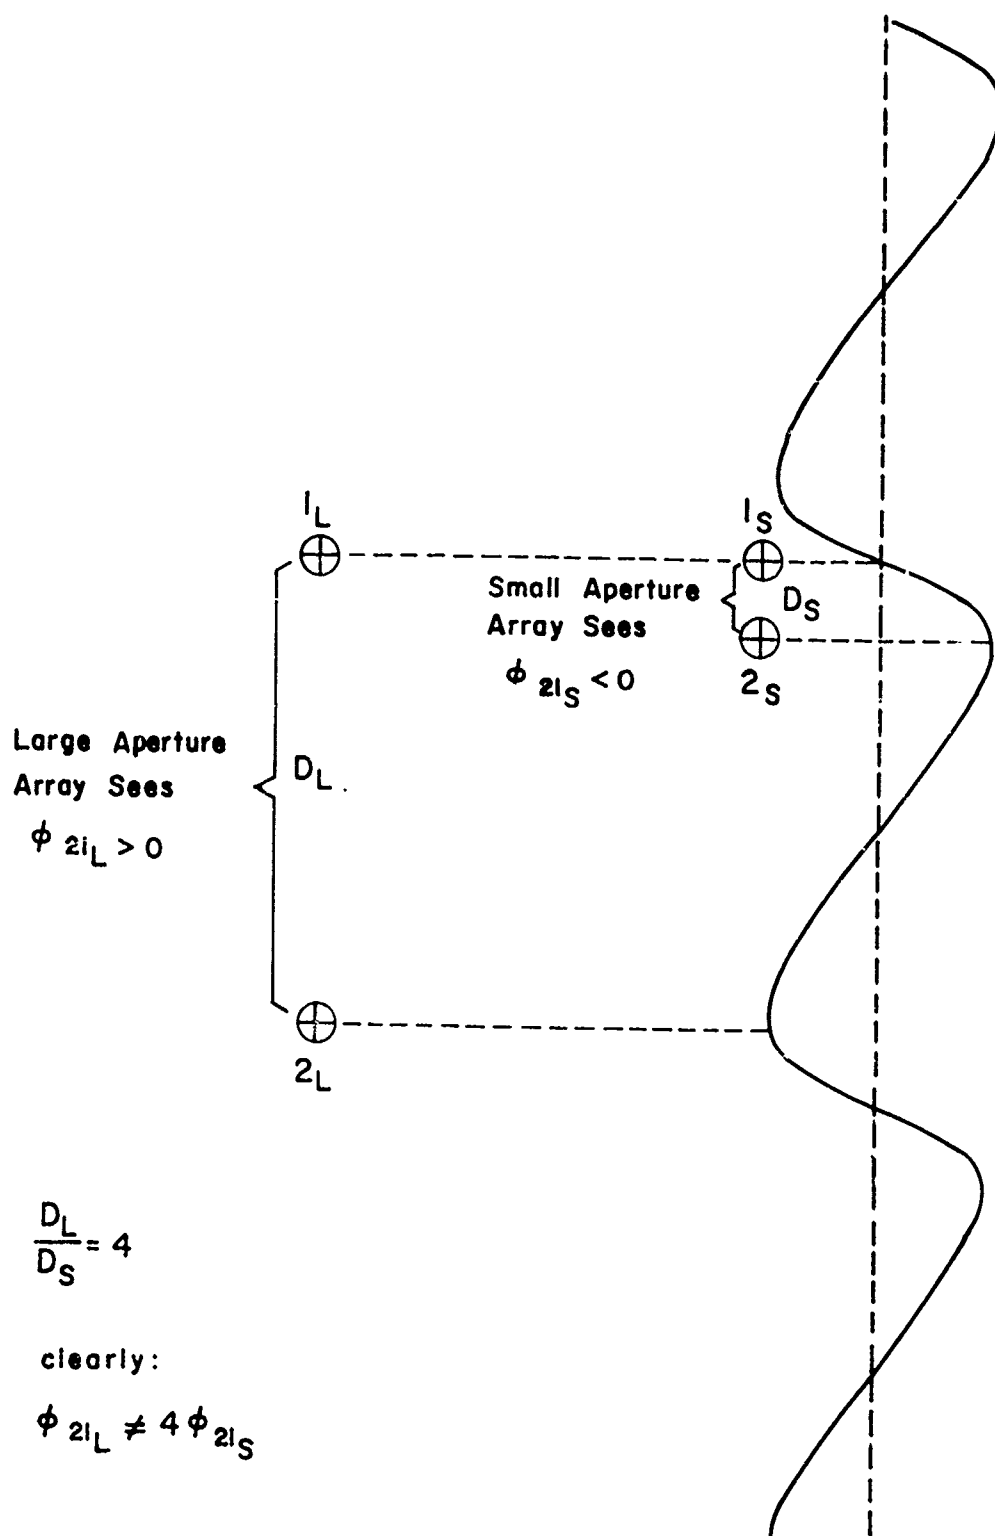 1L
1S
Small Aperture
Array Sees
ϕ 21S < 0
DS
2S
Large Aperture
Array Sees
ϕ 21L > 0
DL
2L
DL
DS = 4
clearly:
ϕ 21L ≠ 4 ϕ 21S